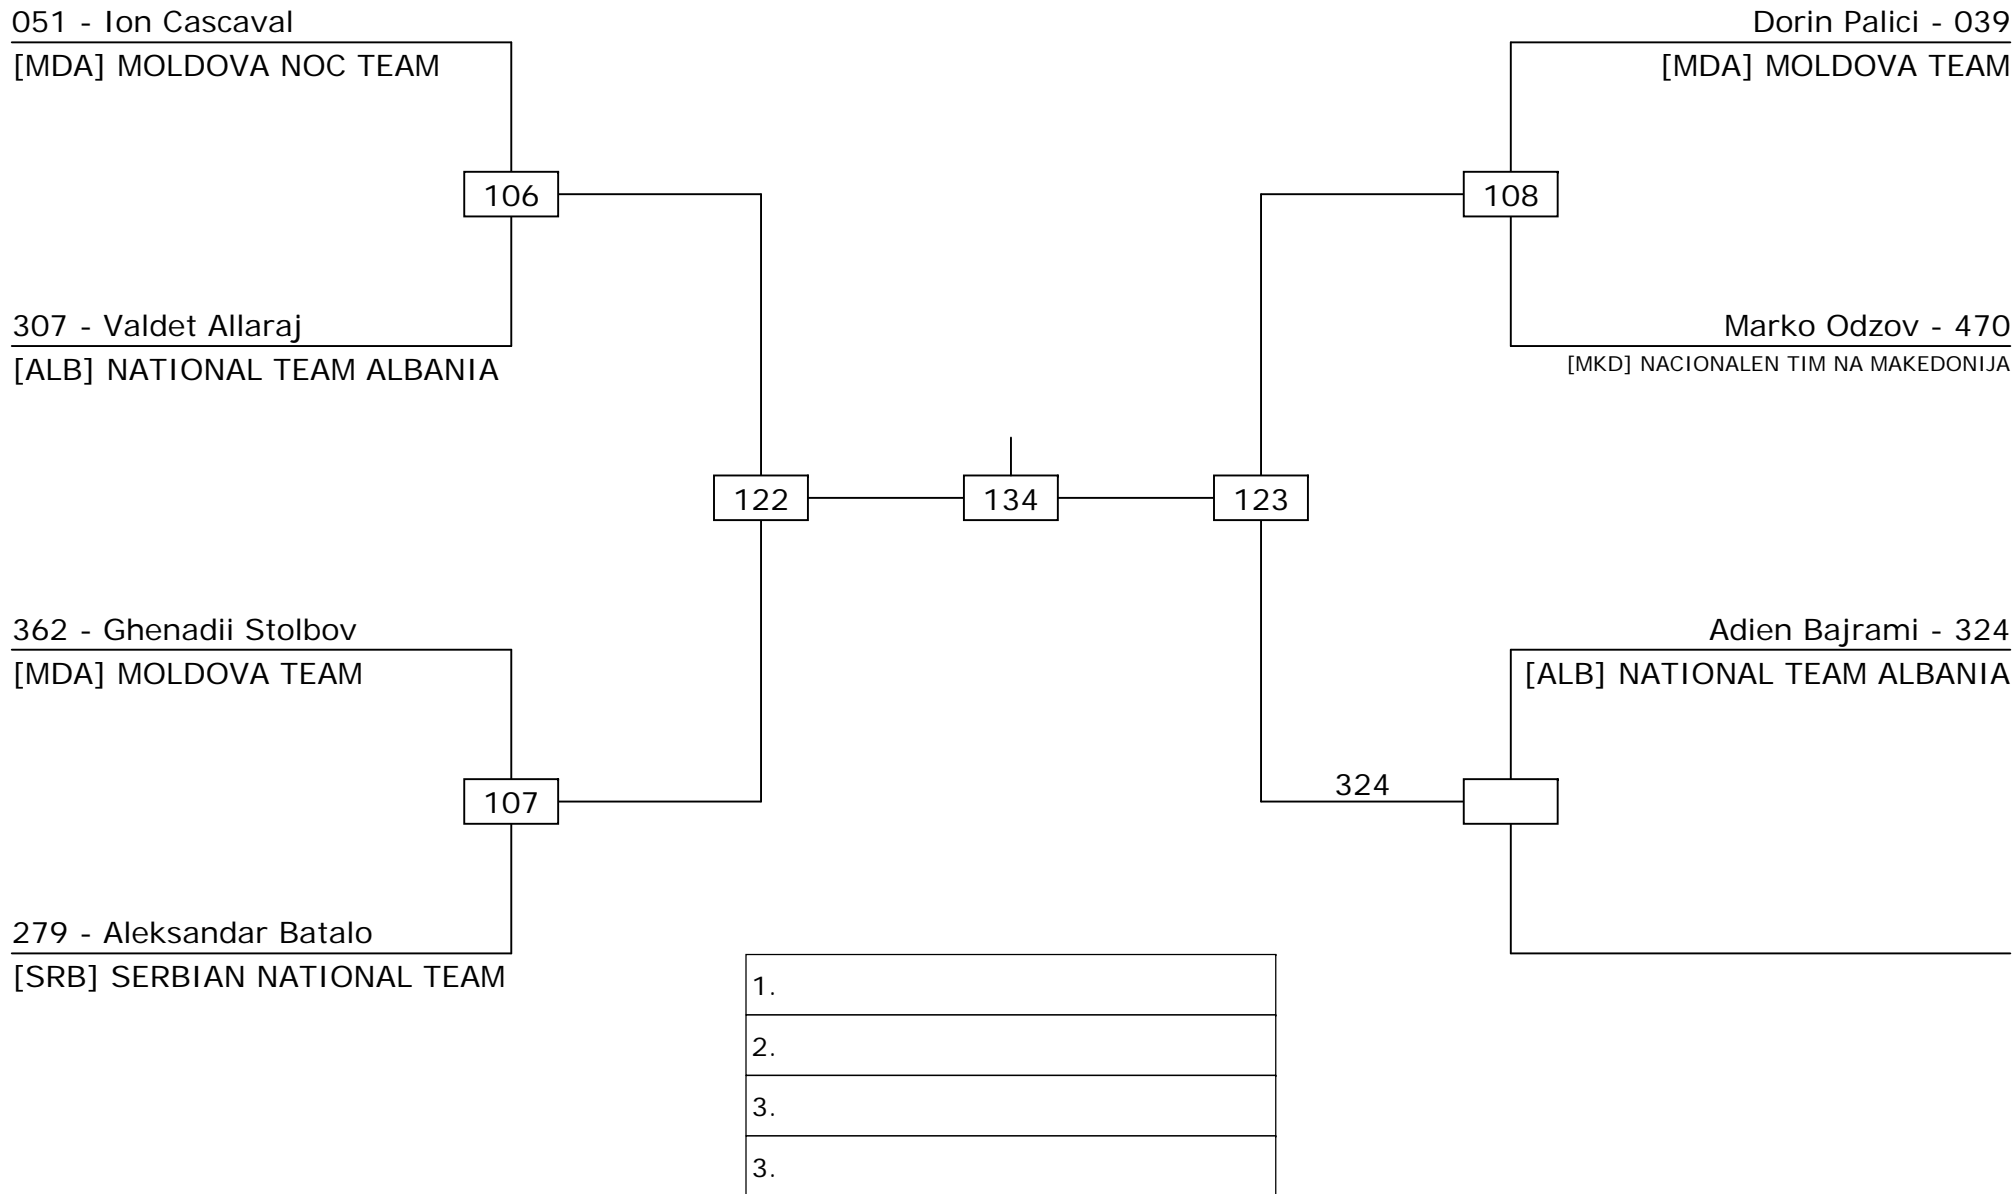 051 - Ion Cascaval
[MDA] MOLDOVA NOC TEAM
106
307 - Valdet Allaraj
[ALB] NATIONAL TEAM ALBANIA
122
362 - Ghenadii Stolbov
[MDA] MOLDOVA TEAM
107
279 - Aleksandar Batalo
[SRB] SERBIAN NATIONAL TEAM
134
Dorin Palici - 039
[MDA] MOLDOVA TEAM
108
Marko Odzov - 470
[MKD] NACIONALEN TIM NA MAKEDONIJA
123
Adien Bajrami - 324
[ALB] NATIONAL TEAM ALBANIA
324
1.
2.
3.
3.